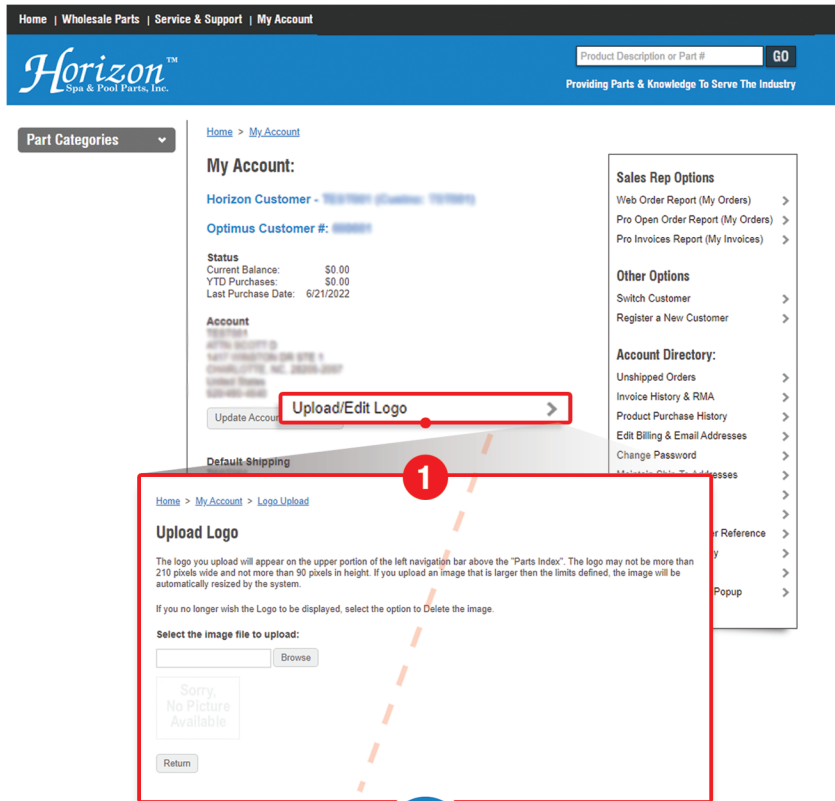 Home | Wholesale Parts | Service & Support | My Account
Horizon™
Spa & Pool Parts, Inc.
Product Description or Part #
GO
Providing Parts & Knowledge To Serve The Industry
Part Categories
Home > My Account
My Account:
Horizon Customer -
Optimus Customer #:
Status
Current Balance: $0.00
YTD Purchases: $0.00
Last Purchase Date: 6/21/2022
Account
Update Accou
Upload/Edit Logo
Default Shipping
Sales Rep Options
Web Order Report (My Orders)
Pro Open Order Report (My Orders)
Pro Invoices Report (My Invoices)
Other Options
Switch Customer
Register a New Customer
Account Directory:
Unshipped Orders
Invoice History & RMA
Product Purchase History
Edit Billing & Email Addresses
Change Password
Maintain Ship To Addresses
r Reference
y
Popup
1
Home > My Account > Logo Upload
Upload Logo
The logo you upload will appear on the upper portion of the left navigation bar above the "Parts Index". The logo may not be more than
210 pixels wide and not more than 90 pixels in height. If you upload an image that is larger then the limits defined, the image will be
automatically resized by the system.
If you no longer wish the Logo to be displayed, select the option to Delete the image.
Select the image file to upload:
Browse
Sorry,
No Picture
Available
Return